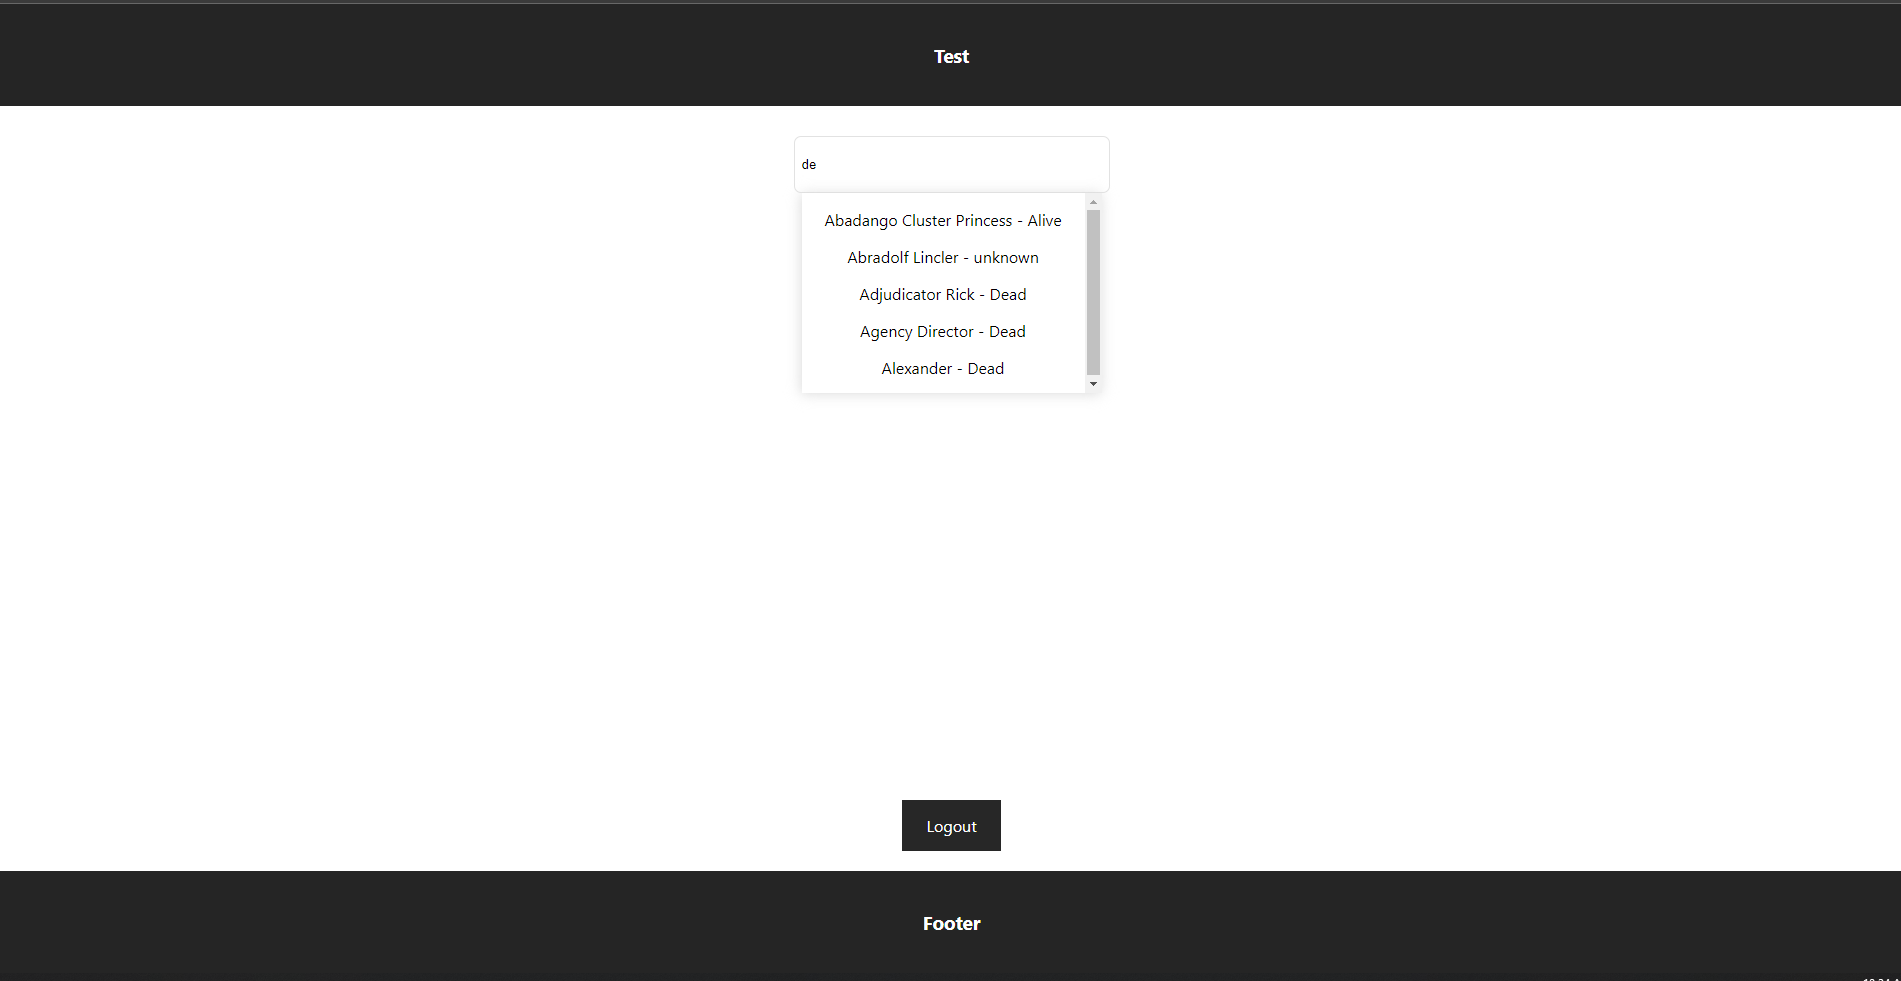 Test
de
Abadango Cluster Princess - Alive
Abradolf Lincler - unknown
Adjudicator Rick - Dead
Agency Director - Dead
Alexander - Dead
Logout
Footer